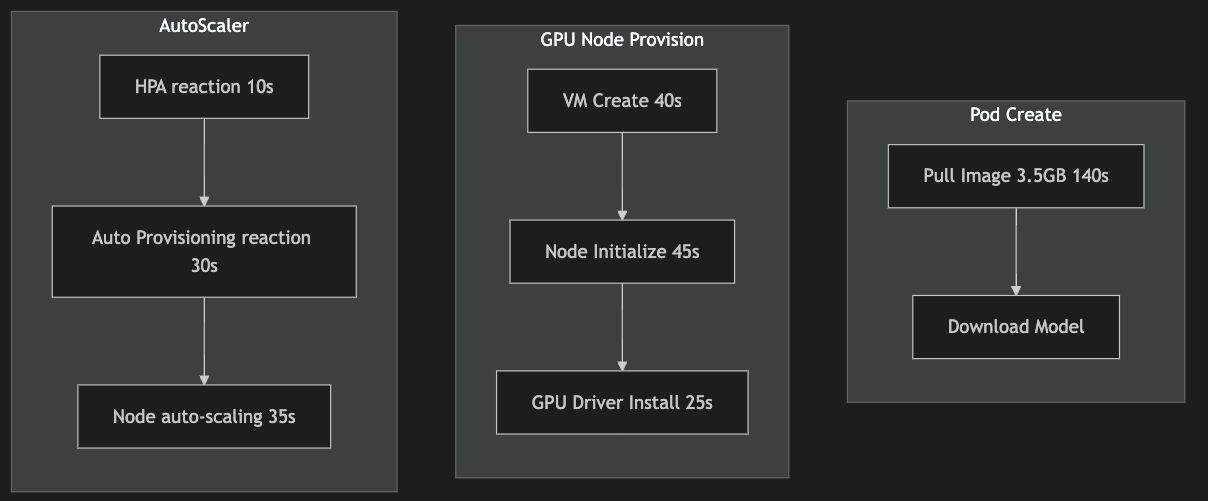 AutoScaler
HPA reaction 10s
Auto Provisioning reaction
30s
Node auto-scaling 35s
GPU Node Provision
VM Create 40s
Node Initialize 45s
GPU Driver Install 25s
Pod Create
Pull Image 3.5GB 140s
Download Model